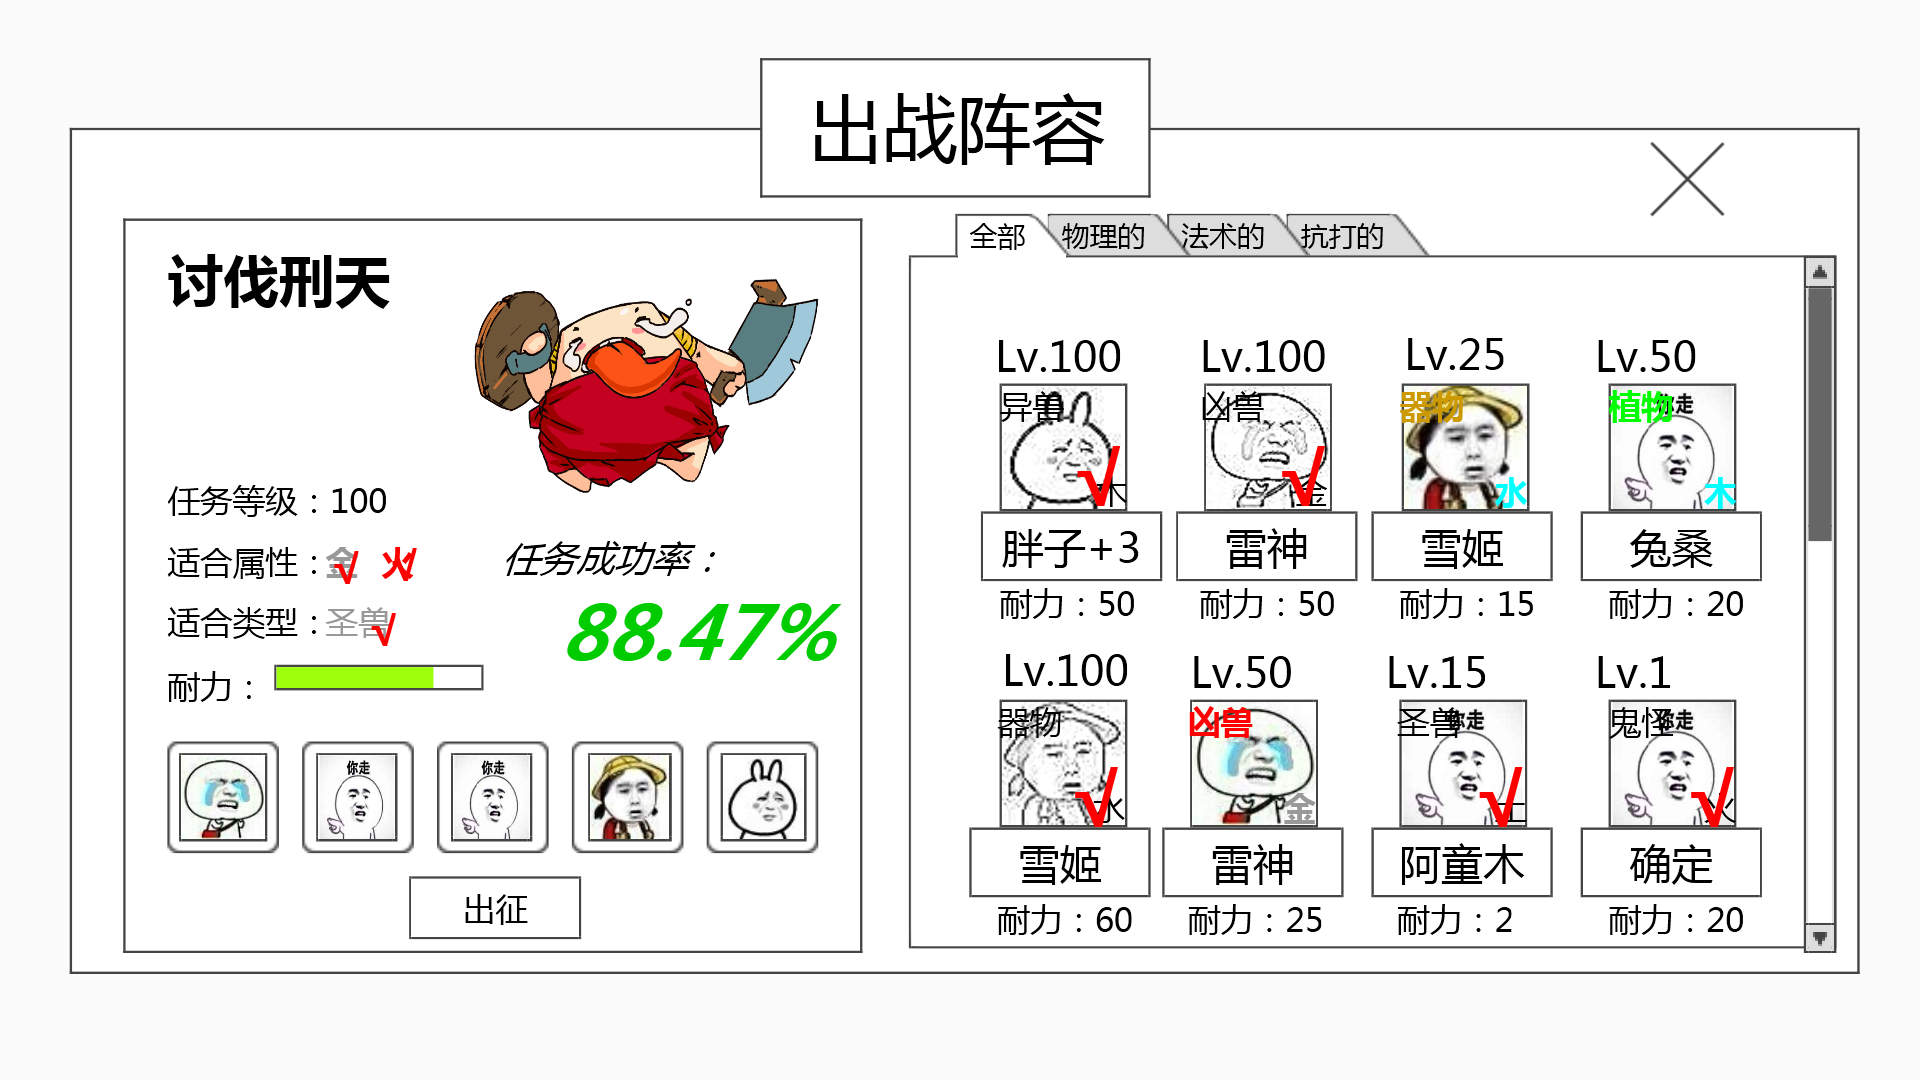 出战阵容
讨伐刑天
任务等级：100
适合属性：金√ 火√
适合类型：圣兽√
耐力：
任务成功率：
88.47%
你走
你走
出征
全部 物理的 法术的 抗打的
Lv.100 Lv.100 Lv.25 Lv.50
异兽 凶兽 器物 植物 你走
木 √ 金 √ 水 木
胖子+3 雷神 雪姬 兔桑
耐力：50 耐力：50 耐力：15 耐力：20
Lv.100 Lv.50 Lv.15 Lv.1
器物 凶兽 圣兽 你走 鬼怪 你走
水 √ 金 土 √ 火 √
雪姬 雷神 阿童木 确定
耐力：60 耐力：25 耐力：2 耐力：20